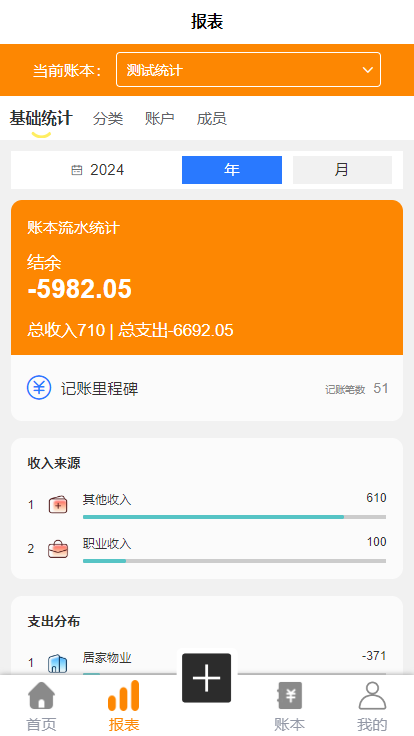 报表
当前账本： 测试统计
基础统计 分类 账户 成员
2024 年 月
账本流水统计
结余
-5982.05
总收入710 | 总支出-6692.05
记账里程碑 记账笔数 51
收入来源
1 其他收入 610
2 职业收入 100
支出分布
1 居家物业 -371
首页 报表 账本 我的